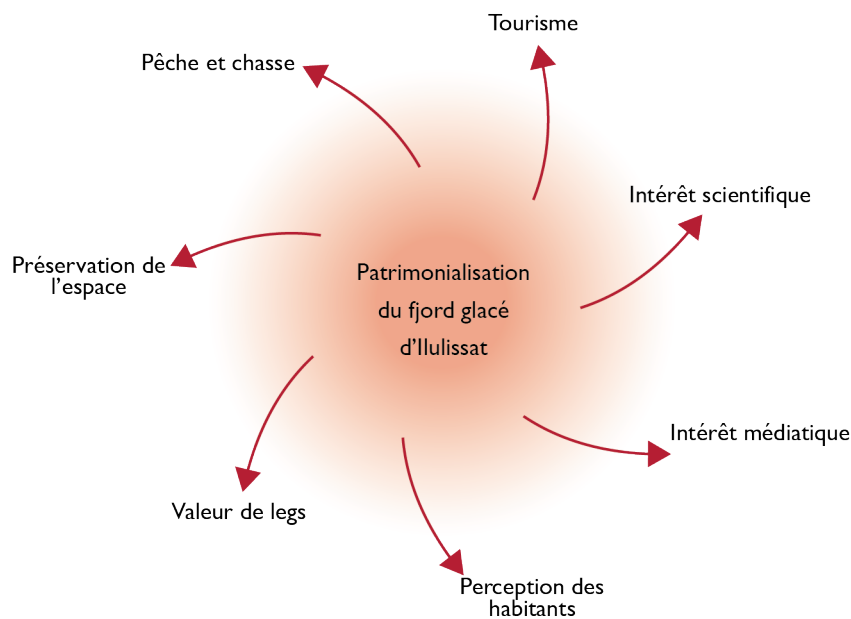 Tourisme
Pêche et chasse
Intérêt scientifique
Préservation de
l'espace
Patrimonialisation
du fjord glacé
d'Ilulissat
Intérêt médiatique
Valeur de legs
Perception des
habitants